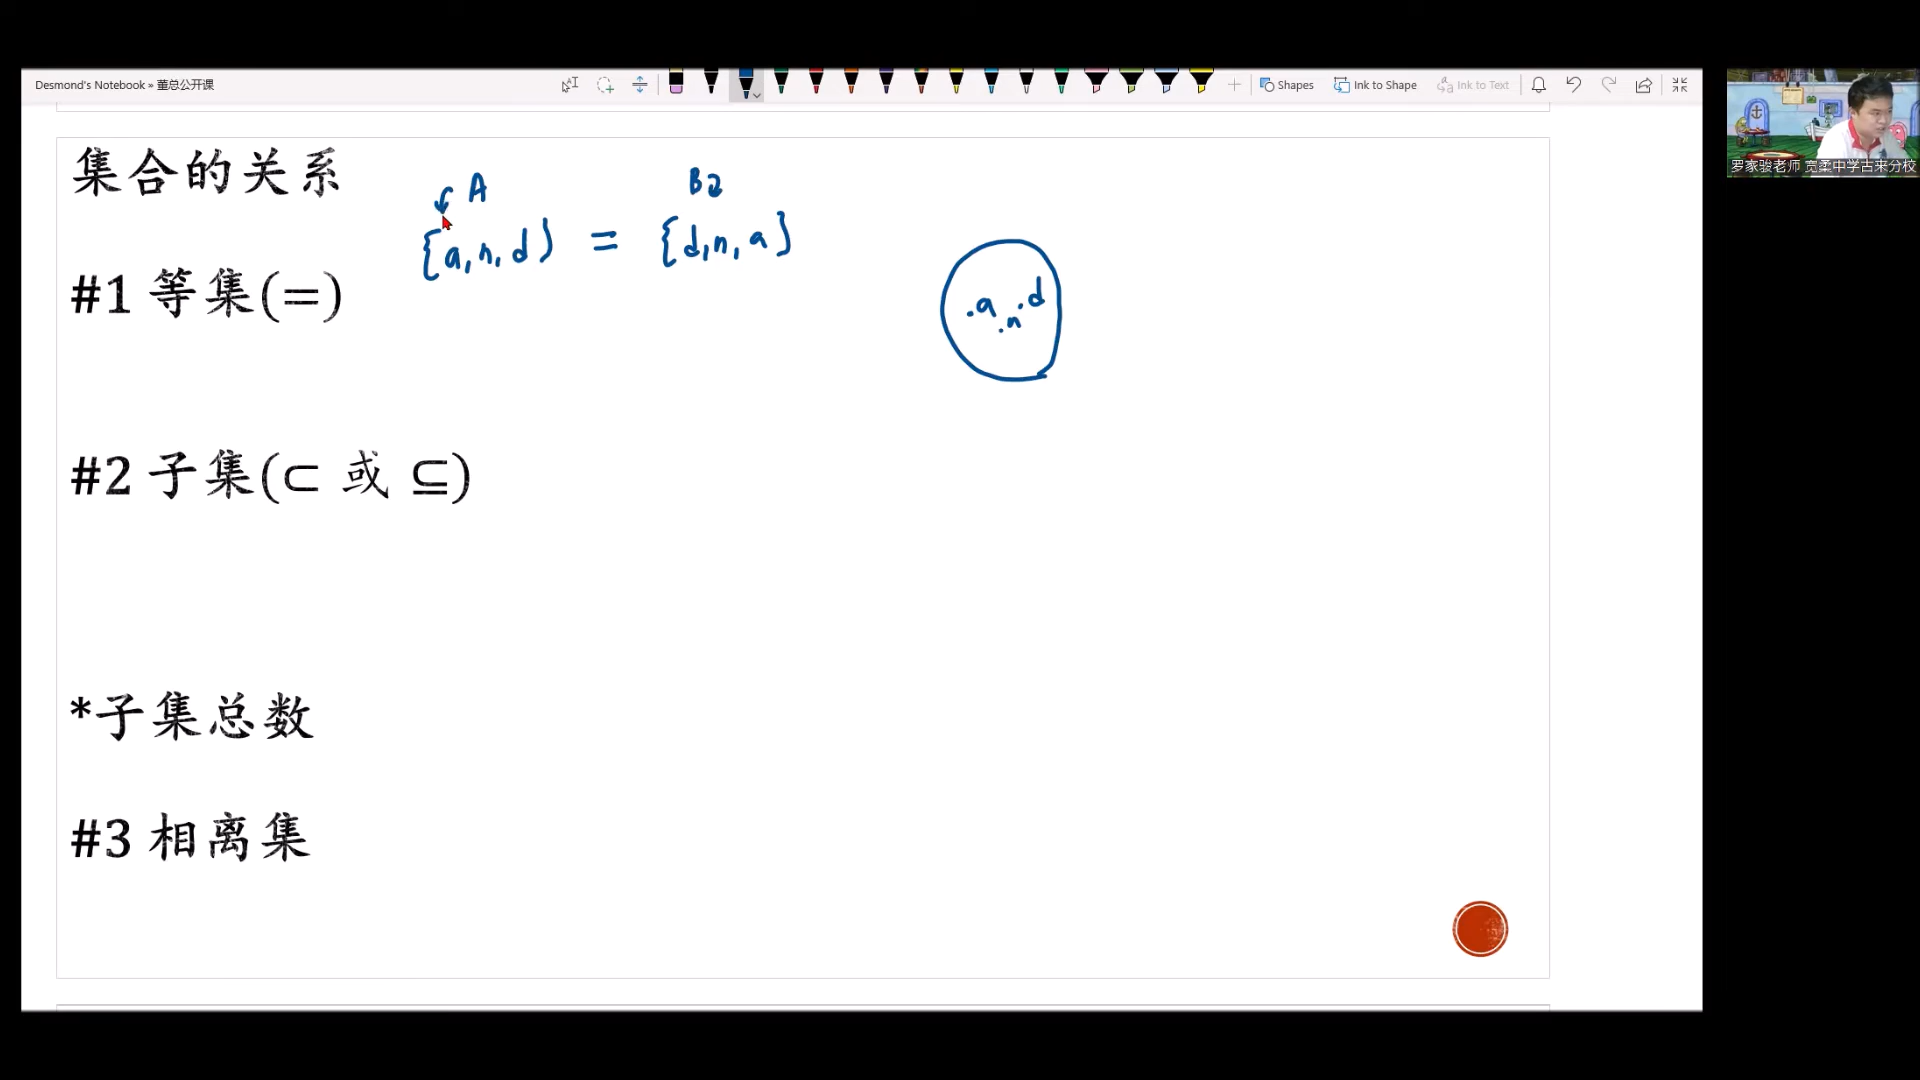 Desmond's Notebook » 董总公开课
Shapes
Ink to Shape
Ink to Text
罗家骏老师 宽柔中学古来分校
集合的关系
A
B
{a, n, d} = {d, n, a}
.a .n .d
#1 等集(=)
#2 子集(⊂ 或 ⊆)
*子集总数
#3 相离集